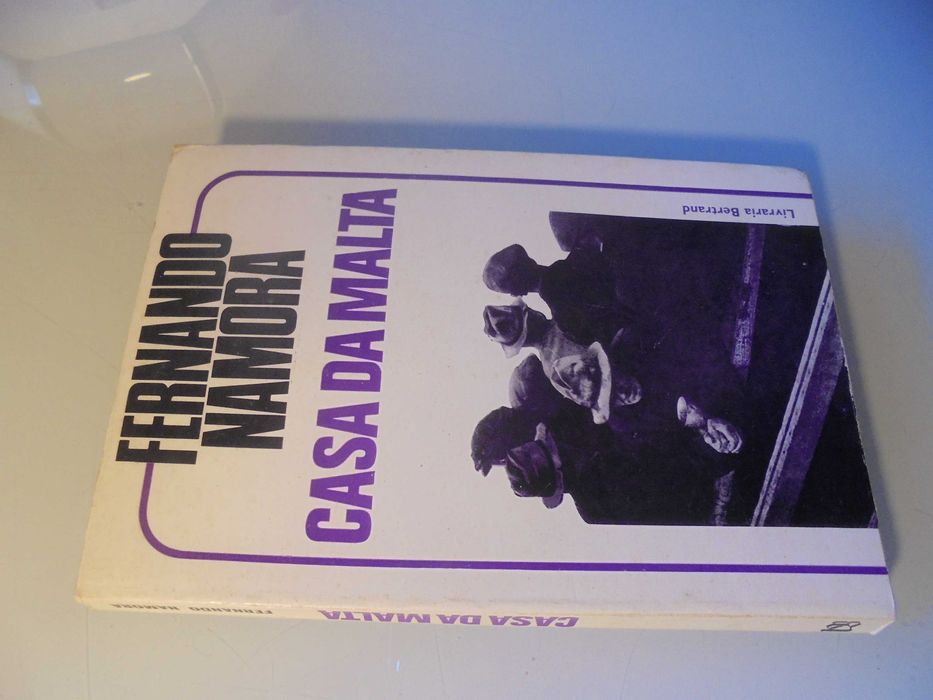 FERNANDO
NAMORA
CASA DA MALTA
Livraria Bertrand
FERNANDO NAMORA
CASA DA MALTA